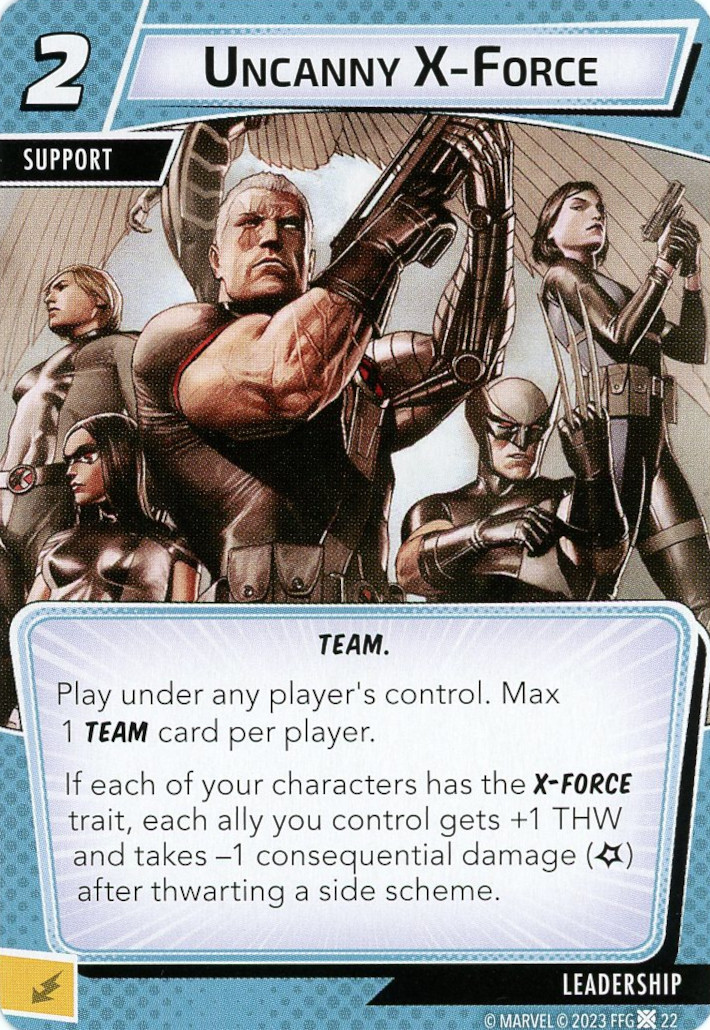 2
UNCANNY X-FORCE
SUPPORT
TEAM.
Play under any player's control. Max
1 TEAM card per player.
If each of your characters has the X-FORCE
trait, each ally you control gets +1 THW
and takes –1 consequential damage ( )
after thwarting a side scheme.
LEADERSHIP
© MARVEL © 2023 FFG 22